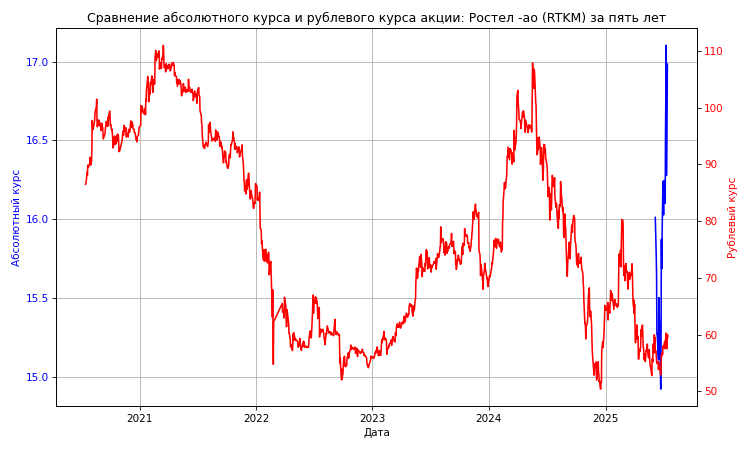 Сравнение абсолютного курса и рублевого курса акции: Ростел -ао (RTKM) за пять лет
Абсолютный курс
17.0
16.5
16.0
15.5
15.0
110
100
90
80
70
60
50
Рублевый курс
2021 2022 2023 2024 2025
Дата